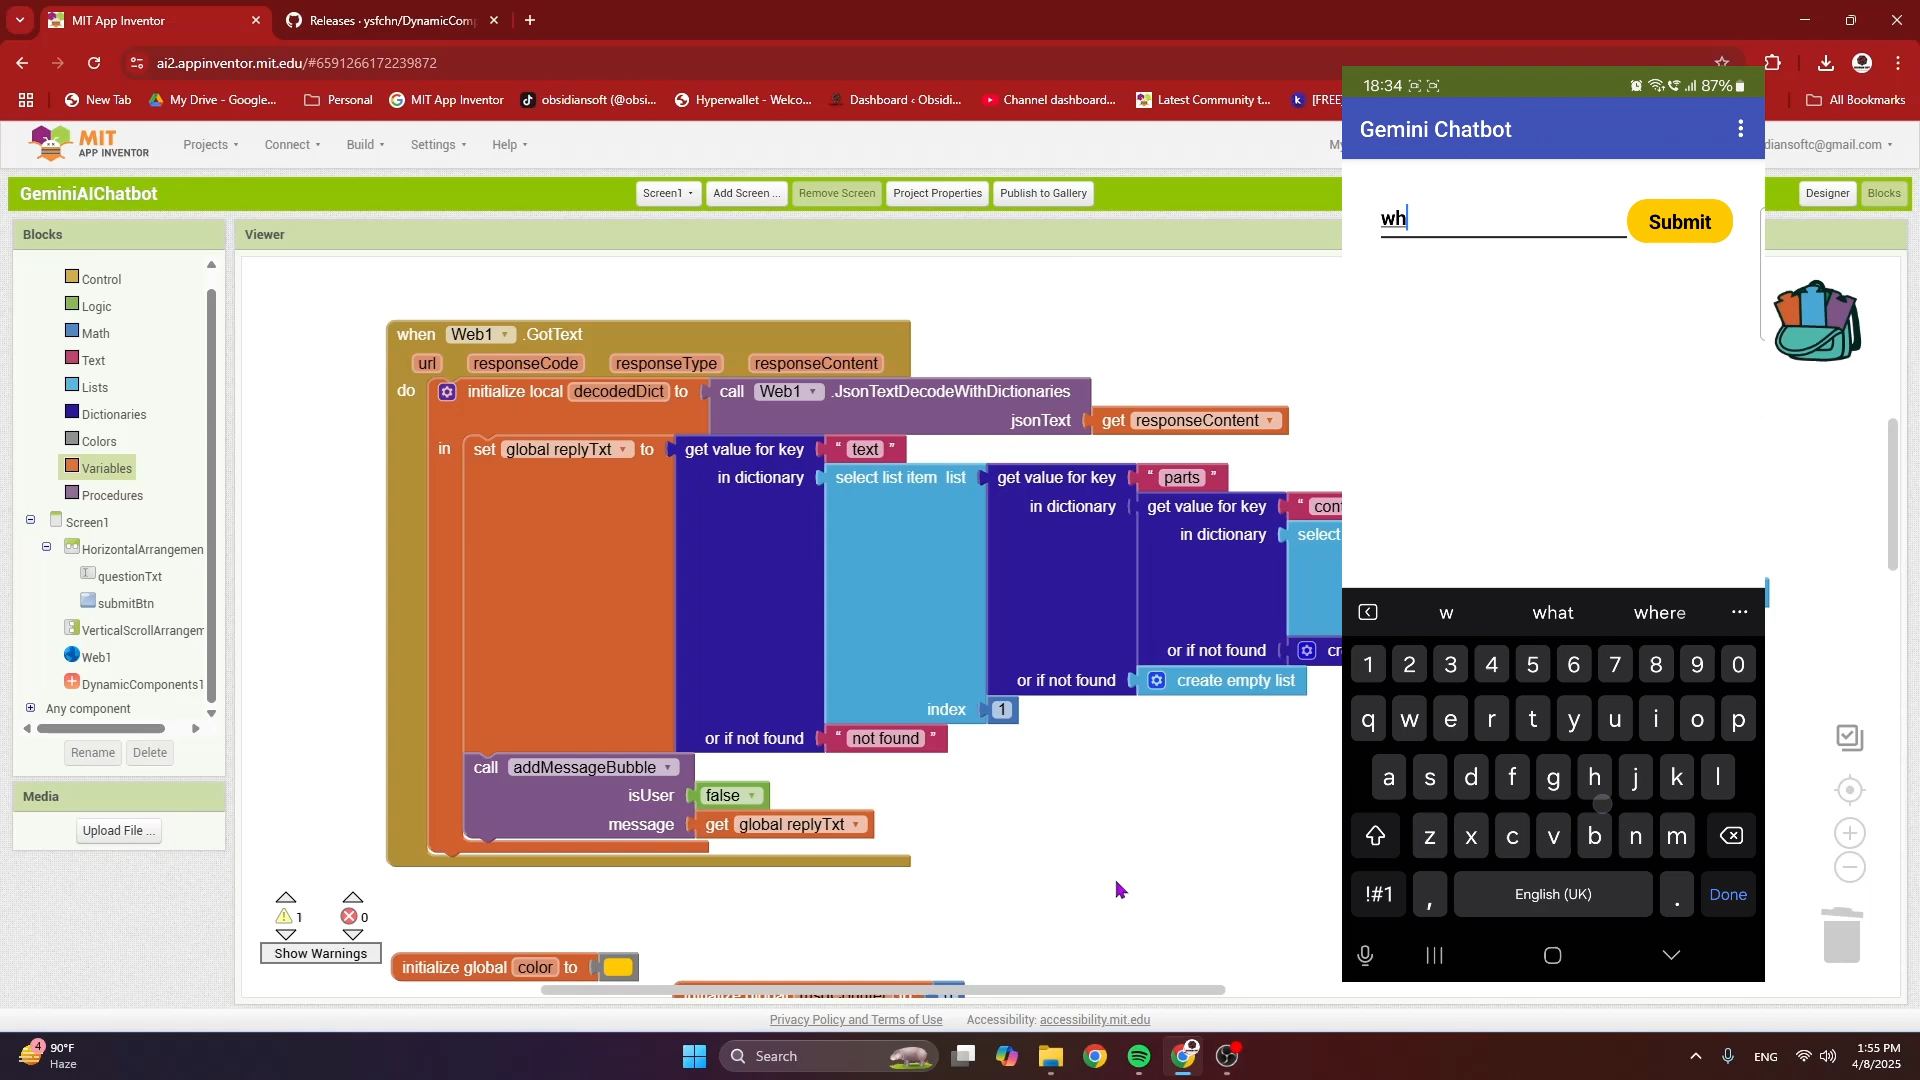 MIT App Inventor
Releases · ysfchn/DynamicComp
ai2.appinventor.mit.edu/#6591266172239872
New Tab
My Drive - Google...
Personal
MIT App Inventor
obsidiansoft (@obsi...
Hyperwallet - Welco...
Dashboard ‹ Obsidi...
Channel dashboard...
Latest Community t...
[FREE
All Bookmarks
MIT
APP INVENTOR
Projects
Connect
Build
Settings
Help
My
diansoftc@gmail.com
GeminiAIChatbot
Screen1
Add Screen ...
Remove Screen
Project Properties
Publish to Gallery
Designer
Blocks
Blocks
Control
Logic
Math
Text
Lists
Dictionaries
Colors
Variables
Procedures
Screen1
HorizontalArrangemen
questionTxt
submitBtn
VerticalScrollArrangem
Web1
DynamicComponents1
Any component
Rename
Delete
Media
Upload File ...
Viewer
when Web1 .GotText
url responseCode responseType responseContent
do initialize local decodedDict to call Web1 .JsonTextDecodeWithDictionaries
jsonText get responseContent
in set global replyTxt to get value for key " text "
in dictionary select list item list get value for key " parts "
in dictionary get value for key " cont
in dictionary select
or if not found cr
or if not found create empty list
index 1
or if not found " not found "
call addMessageBubble
isUser false
message get global replyTxt
1
0
Show Warnings
initialize global color to
Privacy Policy and Terms of Use
Accessibility: accessibility.mit.edu
18:34
87%
Gemini Chatbot
wh
Submit
w what where
1 2 3 4 5 6 7 8 9 0
q w e r t y u i o p
a s d f g h j k l
z x c v b n m
!#1 , English (UK) . Done
4
90°F
Haze
Search
ENG
1:55 PM
4/8/2025